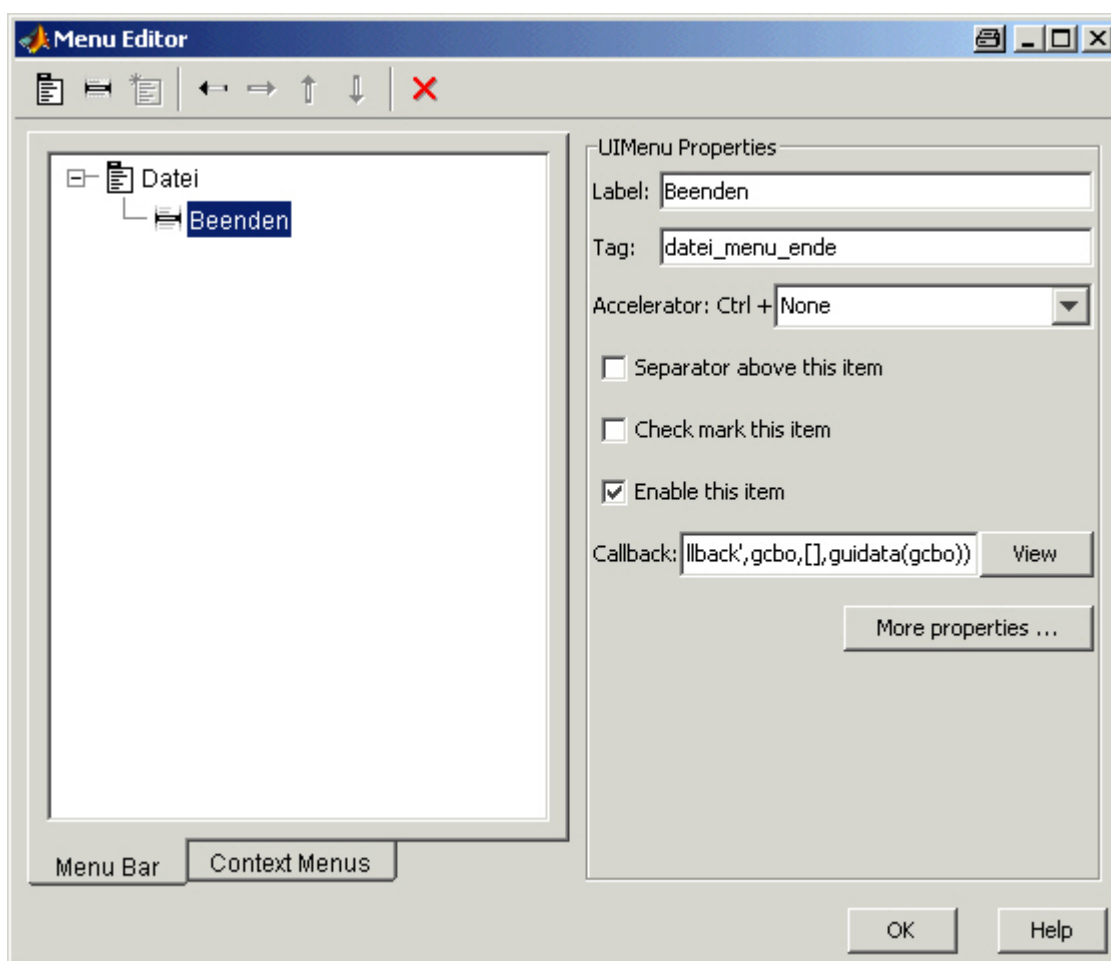 Menu Editor
UIMenu Properties
Datei
Beenden
Label: Beenden
Tag: datei_menu_ende
Accelerator: Ctrl + None
Separator above this item
Check mark this item
Enable this item
Callback: llback',gcbo,[],guidata(gcbo)) View
More properties ...
Menu Bar Context Menus
OK Help